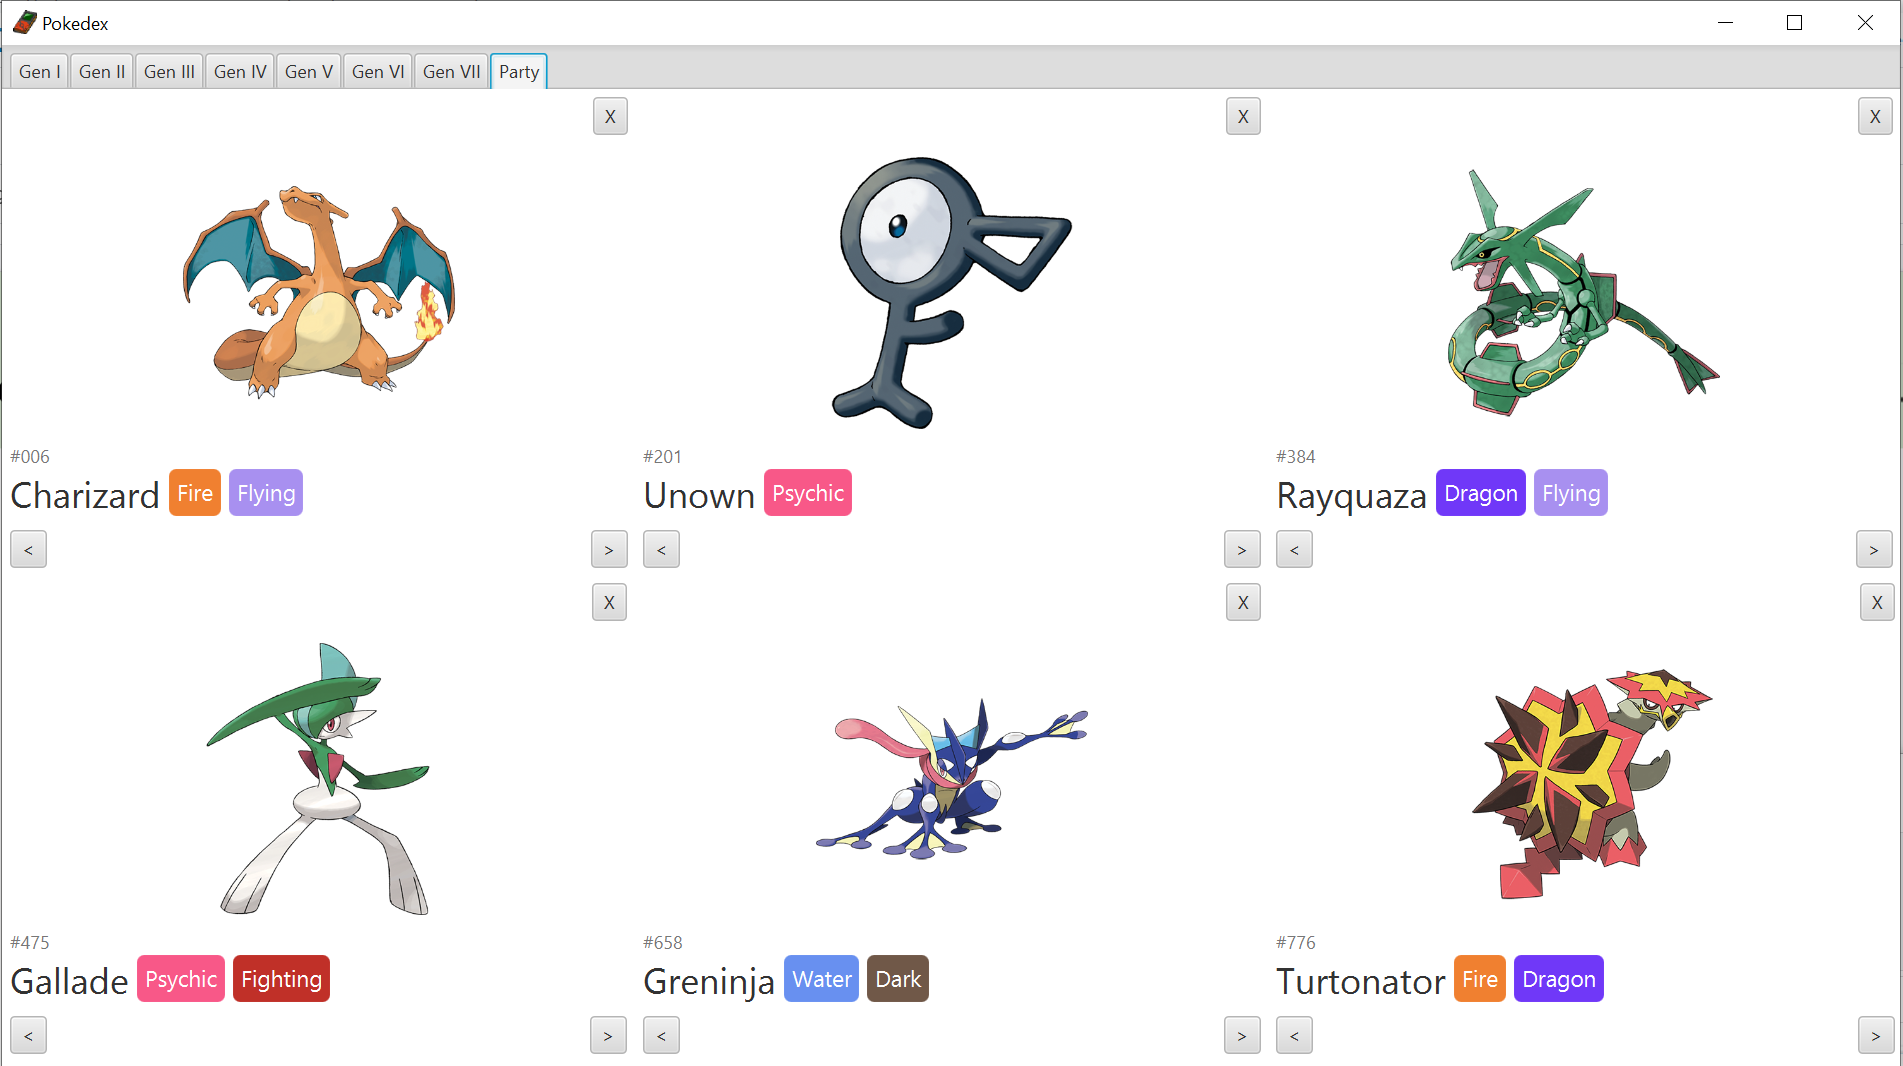 Pokedex
Gen I Gen II Gen III Gen IV Gen V Gen VI Gen VII Party
X X X
#006 #201 #384
Charizard Fire Flying Unown Psychic Rayquaza Dragon Flying
< > < > < >
X X X
#475 #658 #776
Gallade Psychic Fighting Greninja Water Dark Turtonator Fire Dragon
< > < > < >